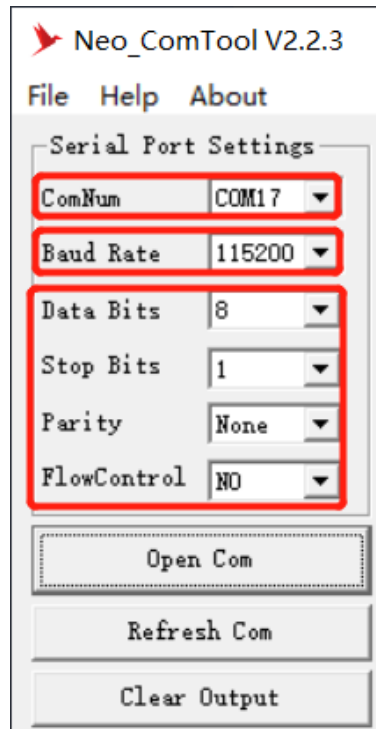 Neo_ComTool V2.2.3
File Help About
Serial Port Settings
ComNum COM17
Baud Rate 115200
Data Bits 8
Stop Bits 1
Parity None
FlowControl NO
Open Com
Refresh Com
Clear Output